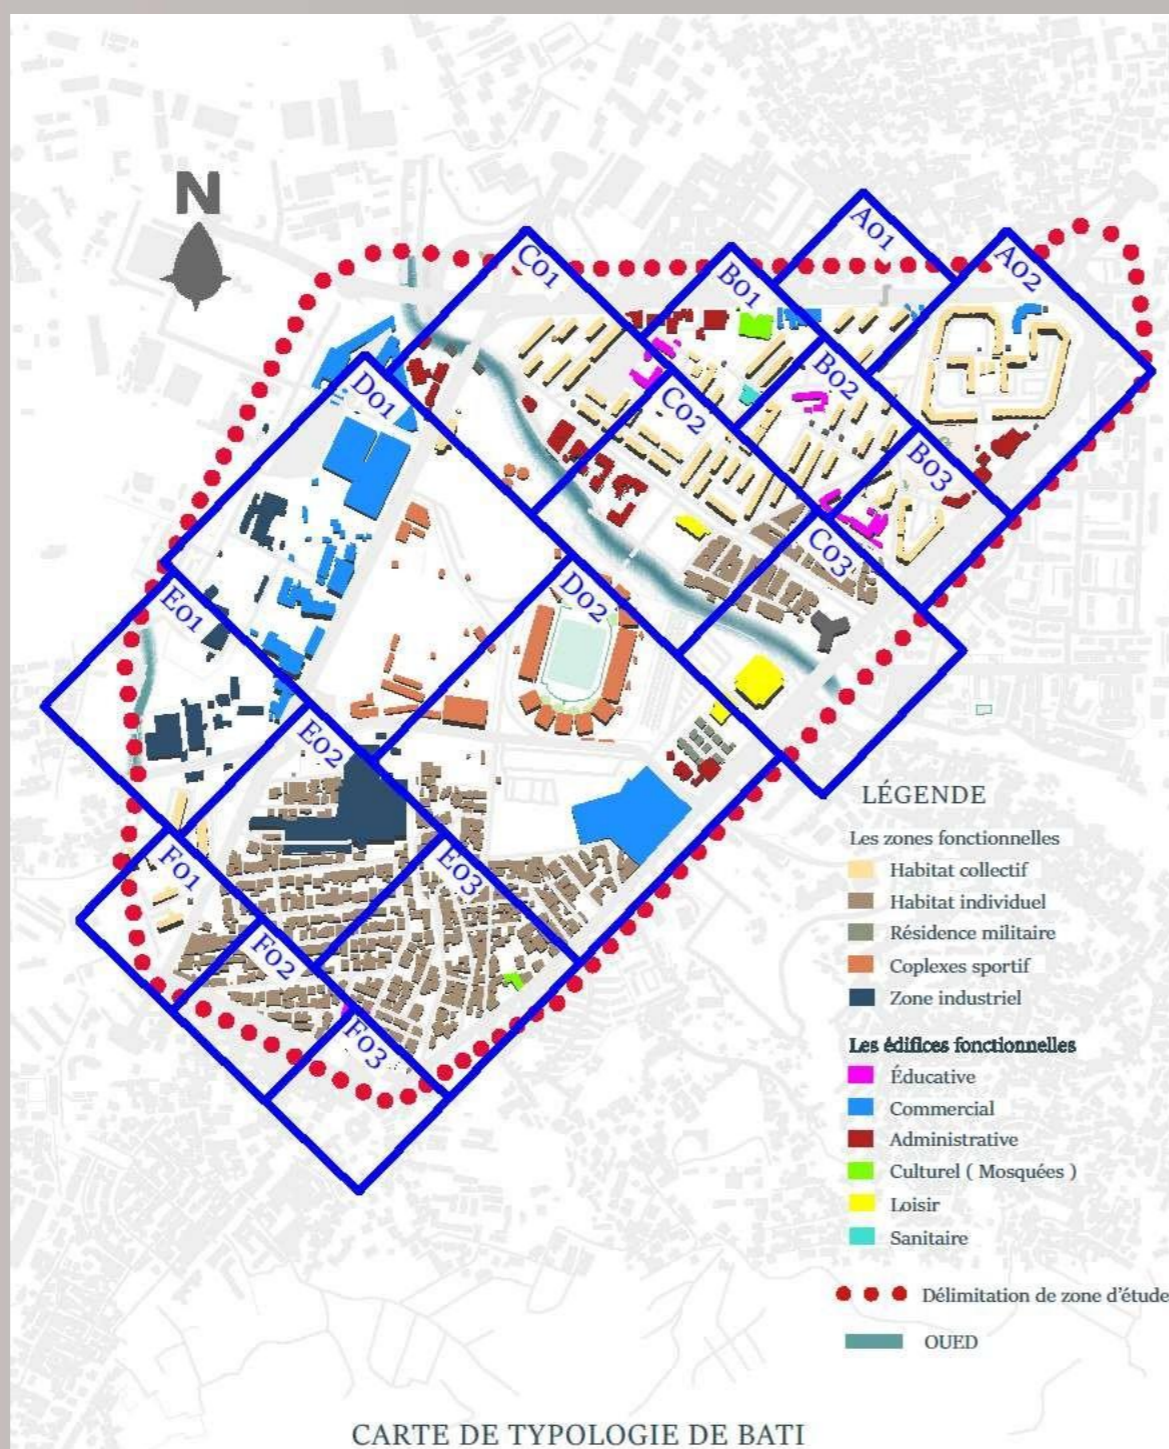 N
A01
A02
B01
C01
B02
D01
C02
B03
C03
D02
E01
E02
E03
F01
F02
F03
LÉGENDE
Les zones fonctionnelles
Habitat collectif
Habitat individuel
Résidence militaire
Coplexes sportif
Zone industriel
Les édifices fonctionnelles
Éducative
Commercial
Administrative
Culturel ( Mosquées )
Loisir
Sanitaire
Délimitation de zone d'étude
OUED
CARTE DE TYPOLOGIE DE BATI